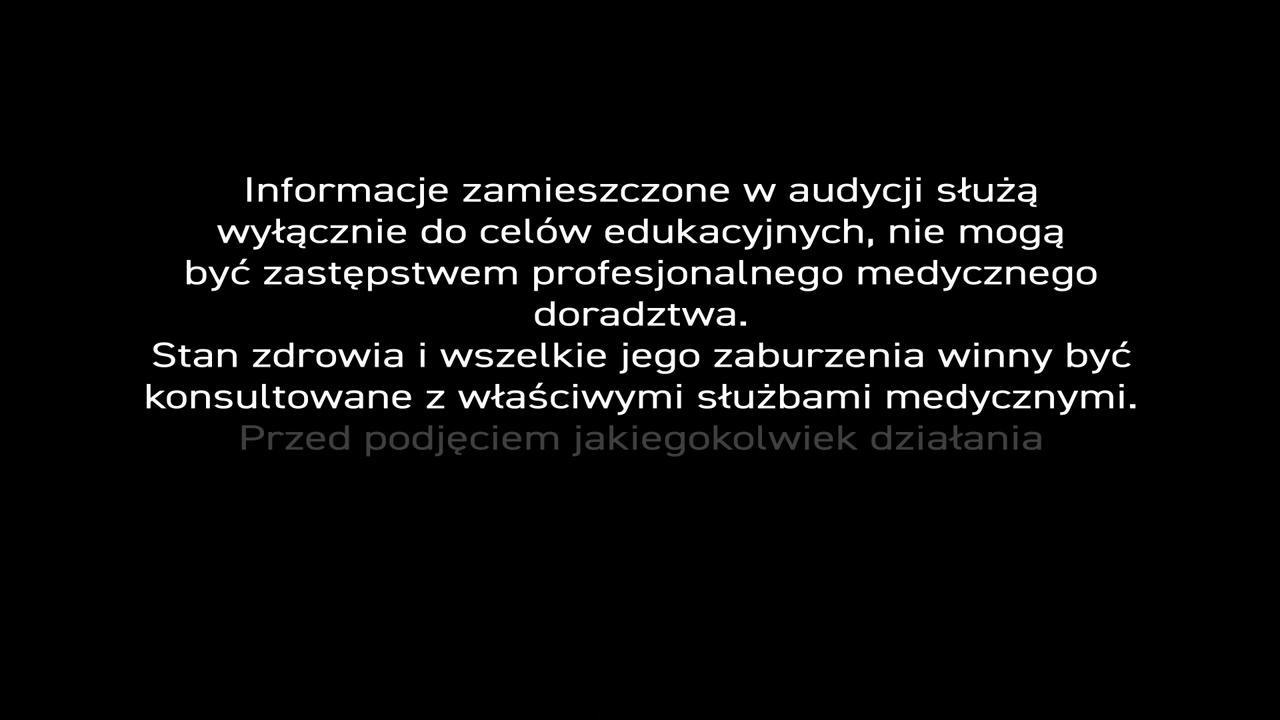 Informacje zamieszczone w audycji służą
wyłącznie do celów edukacyjnych, nie mogą
być zastępstwem profesjonalnego medycznego
doradztwa.
Stan zdrowia i wszelkie jego zaburzenia winny być
konsultowane z właściwymi służbami medycznymi.
Przed podjęciem jakiegokolwiek działania